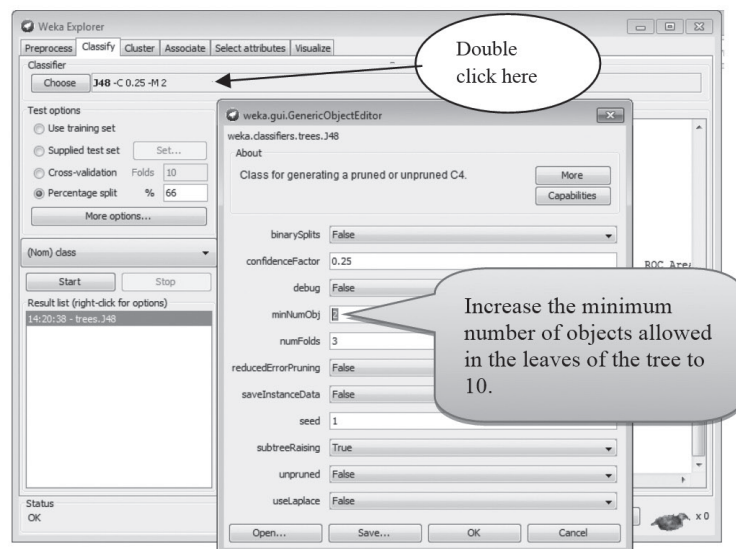 Weka Explorer
Preprocess Classify Cluster Associate Select attributes Visualize
Classifier
Choose J48 -C 0.25 -M 2
Double
click here
Test options
Use training set
Supplied test set Set...
Cross-validation Folds 10
Percentage split % 66
More options...
(Nom) class
Start Stop
Result list (right-click for options)
14:20:38 - trees.J48
Status
OK
weka.gui.GenericObjectEditor
weka.classifiers.trees.J48
About
Class for generating a pruned or unpruned C4.
More
Capabilities
binarySplits False
confidenceFactor 0.25
debug False
minNumObj 2
numFolds 3
reducedErrorPruning False
saveInstanceData False
seed 1
subtreeRaising True
unpruned False
useLaplace False
Open... Save... OK Cancel
ROC Area
Increase the minimum
number of objects allowed
in the leaves of the tree to
10.
x 0